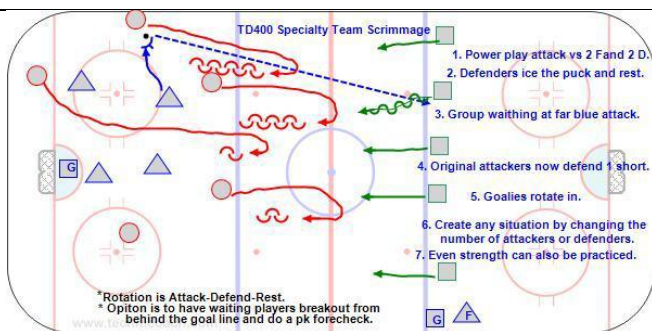 TD400 Specialty Team Scrimmage
1. Power play attack vs 2 Fand 2 D.
2. Defenders ice the puck and rest.
3. Group waithing at far blue attack.
4. Original attackers now defend 1 short.
5. Goalies rotate in.
6. Create any situation by changing the
number of attackers or defenders.
7. Even strength can also be practiced.
G
*Rotation is Attack-Defend-Rest.
* Opiton is to have waiting players breakout from
behind the goal line and do a pk forecheck.
G
F